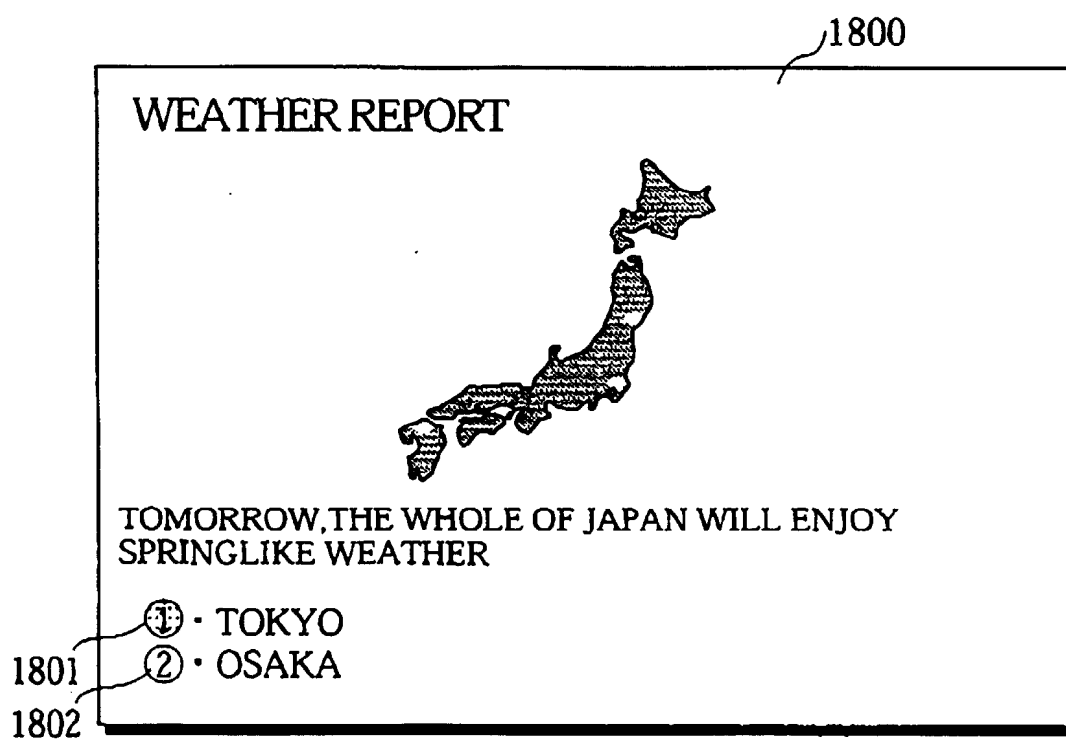 1800
WEATHER REPORT
TOMORROW,THE WHOLE OF JAPAN WILL ENJOY
SPRINGLIKE WEATHER
① · TOKYO
1801
② · OSAKA
1802